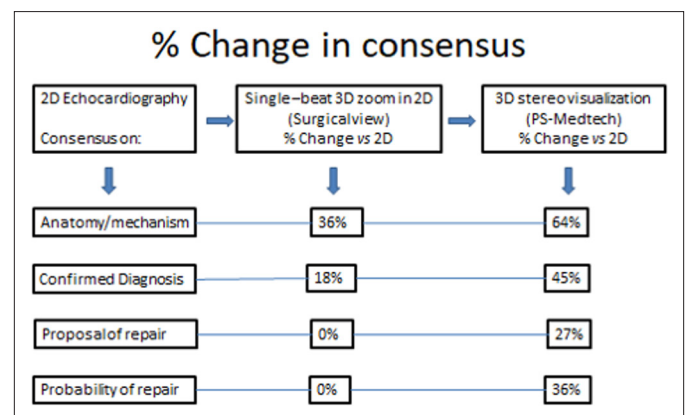 % Change in consensus
2D Echocardiography
Consensus on:
Single–beat 3D zoom in 2D
(Surgicalview)
% Change vs 2D
3D stereo visualization
(PS-Medtech)
% Change vs 2D
Anatomy/mechanism
36%
64%
Confirmed Diagnosis
18%
45%
Proposal of repair
0%
27%
Probability of repair
0%
36%